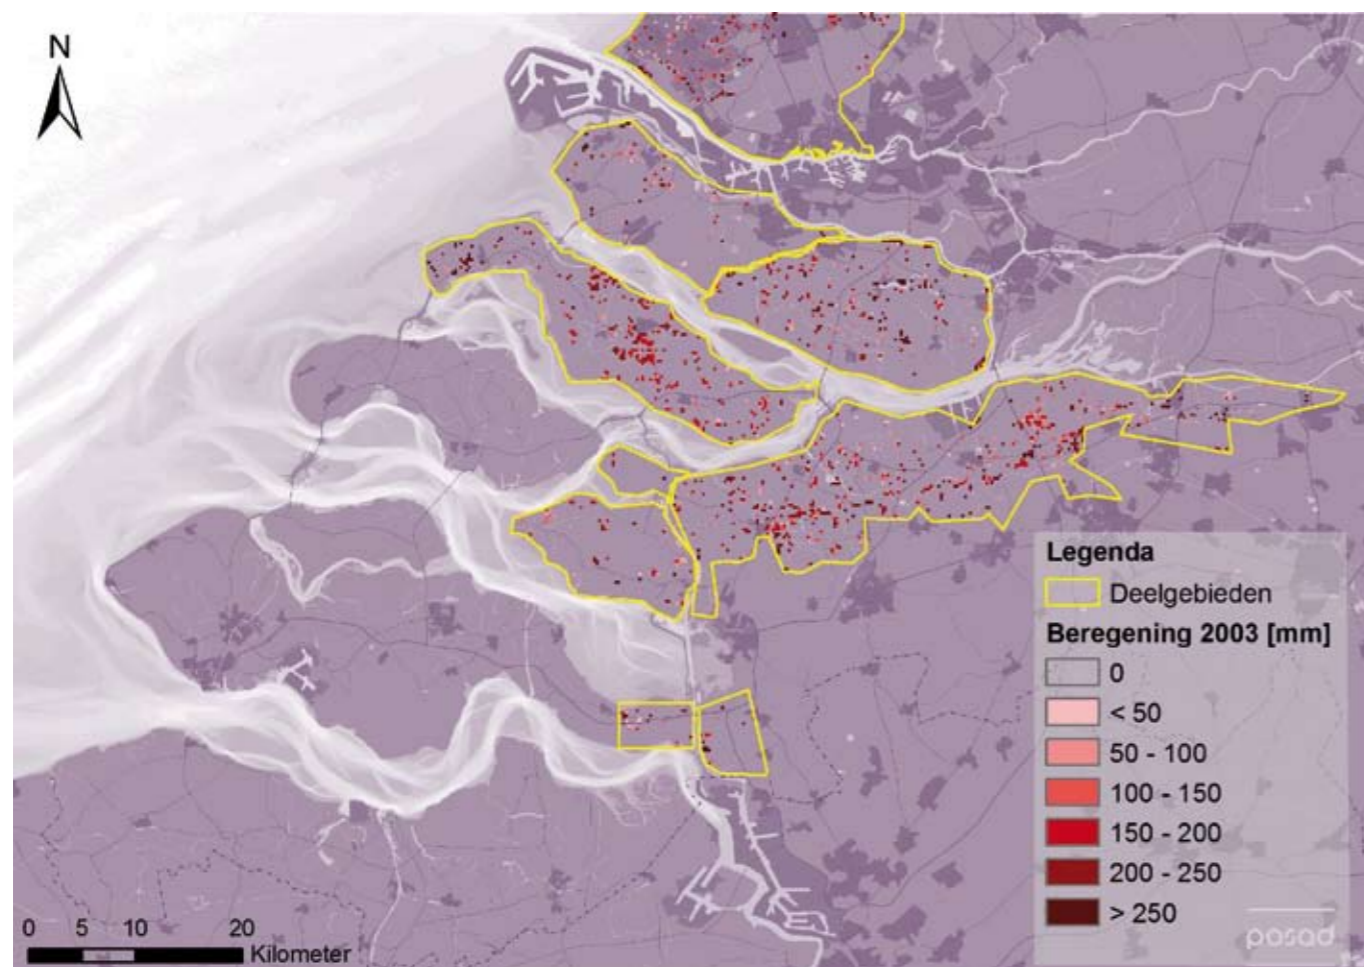 N
Legenda
Deelgebieden
Beregening 2003 [mm]
0
< 50
50 - 100
100 - 150
150 - 200
200 - 250
> 250
posad
0 5 10 20
Kilometer